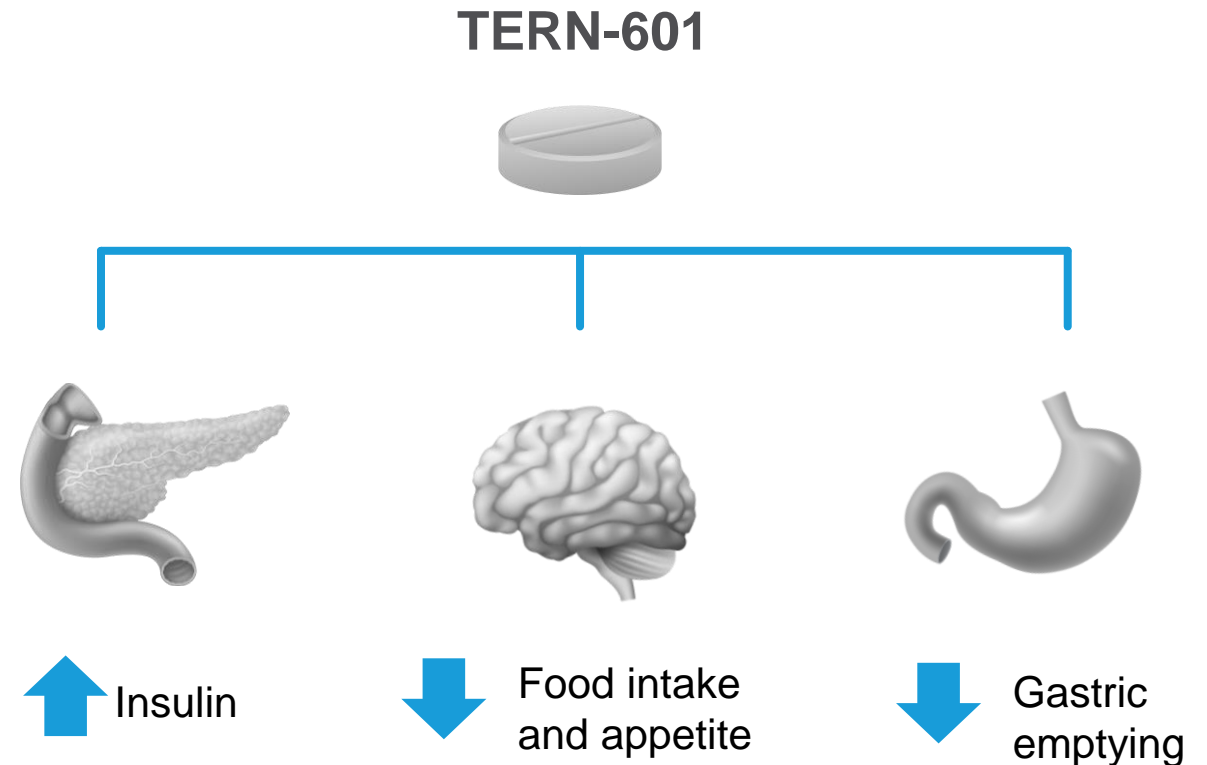 TERN-601
Insulin
Food intake
and appetite
Gastric
emptying